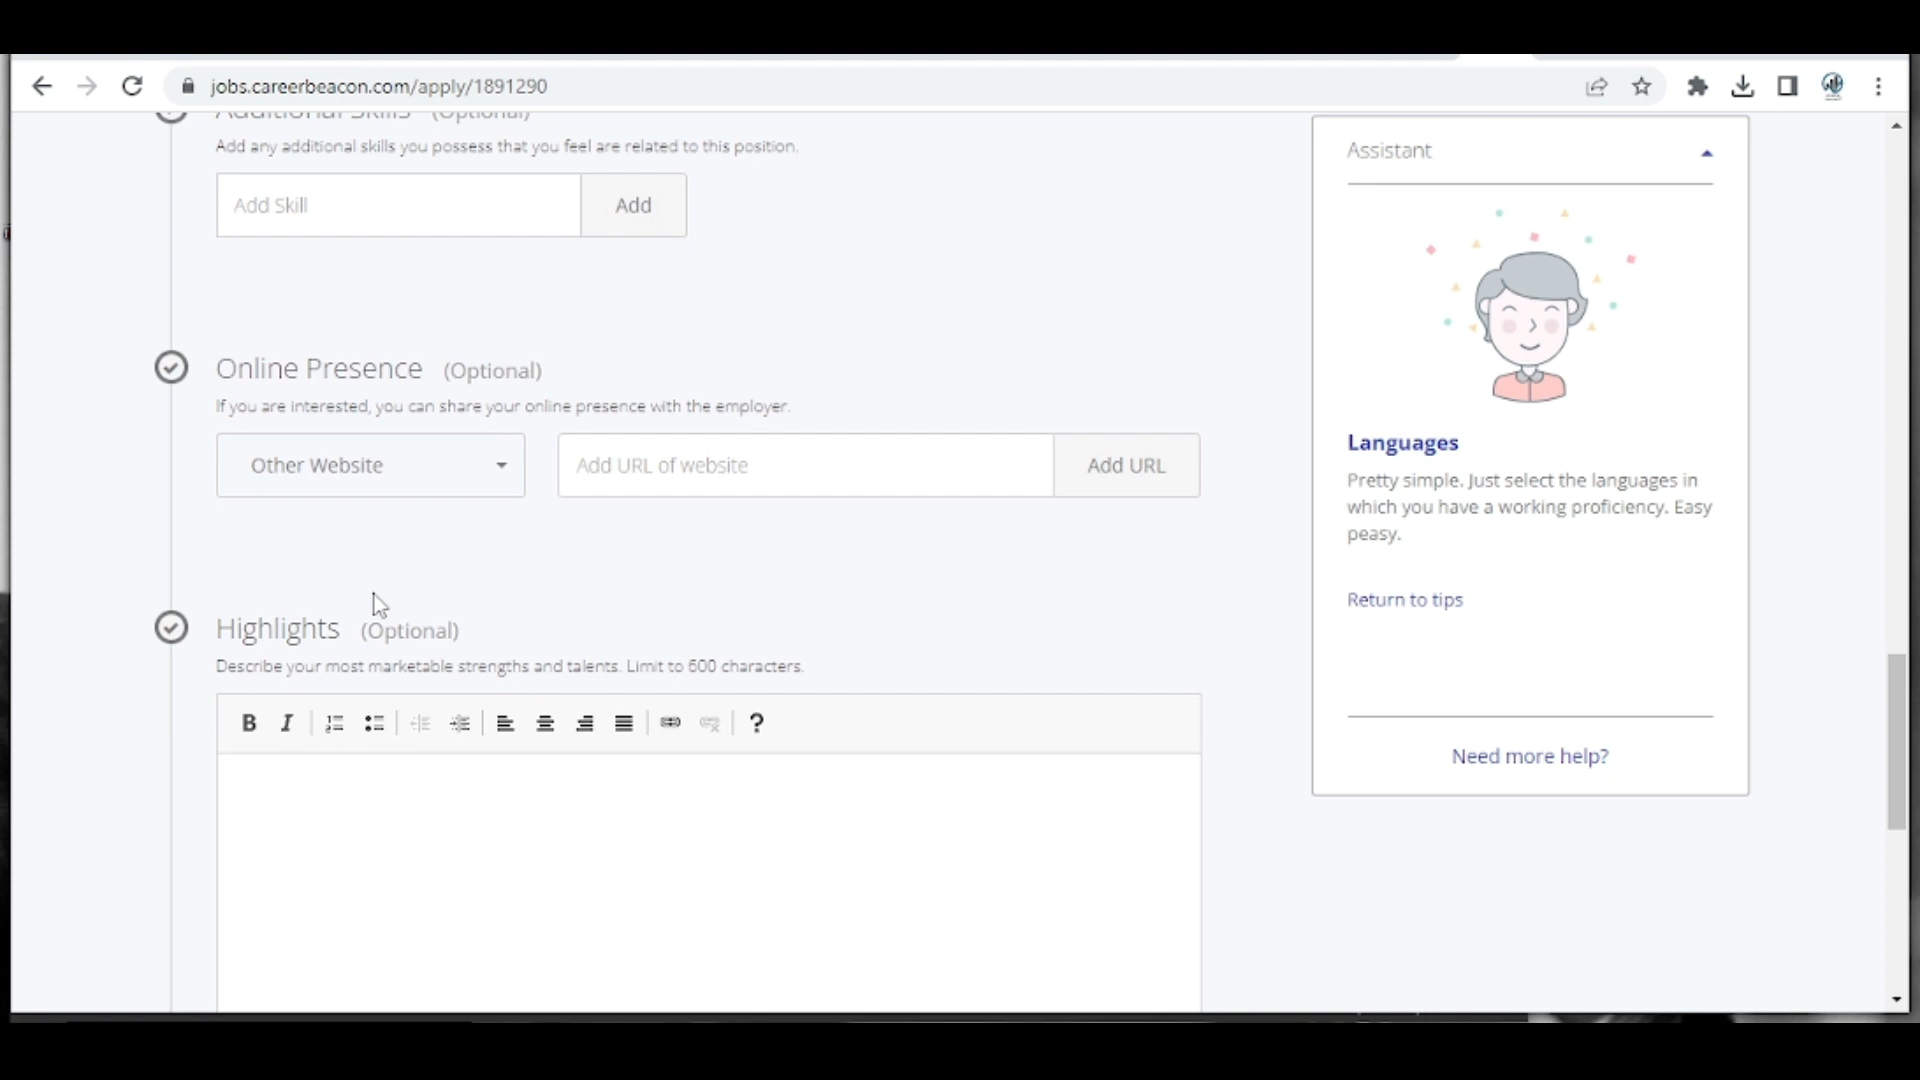 jobs.careerbeacon.com/apply/1891290
Additional Skills (Optional)
Add any additional skills you possess that you feel are related to this position.
Add Skill
Add
Online Presence (Optional)
If you are interested, you can share your online presence with the employer.
Other Website
Add URL of website
Add URL
Highlights (Optional)
Describe your most marketable strengths and talents. Limit to 600 characters.
B I ?
Assistant
Languages
Pretty simple. Just select the languages in
which you have a working proficiency. Easy
peasy.
Return to tips
Need more help?